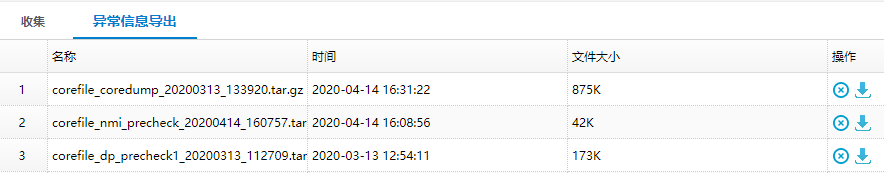 收集 异常信息导出
名称 时间 文件大小 操作
1 corefile_coredump_20200313_133920.tar.gz 2020-04-14 16:31:22 875K
2 corefile_nmi_precheck_20200414_160757.tar 2020-04-14 16:08:56 42K
3 corefile_dp_precheck1_20200313_112709.tar 2020-03-13 12:54:11 173K